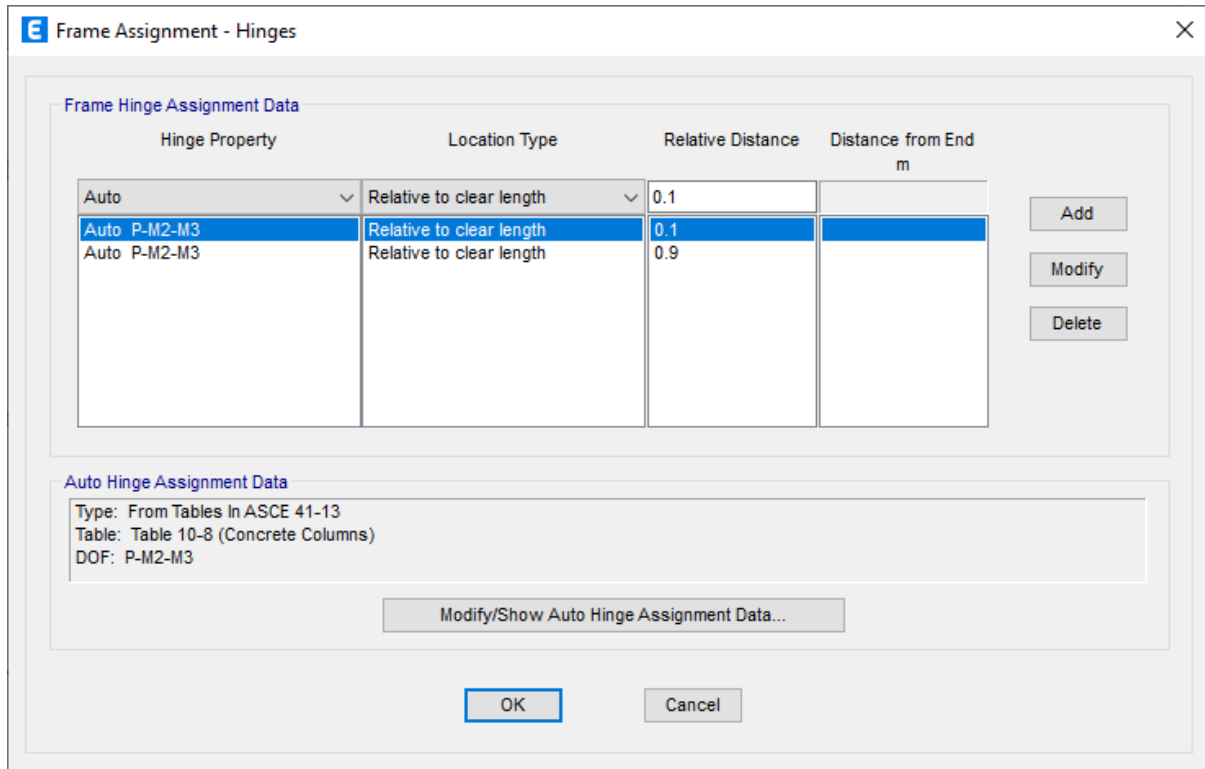 E Frame Assignment - Hinges
Frame Hinge Assignment Data
Hinge Property Location Type Relative Distance Distance from End
m
Auto Relative to clear length 0.1
Auto P-M2-M3 Relative to clear length 0.1
Auto P-M2-M3 Relative to clear length 0.9
Add
Modify
Delete
Auto Hinge Assignment Data
Type: From Tables In ASCE 41-13
Table: Table 10-8 (Concrete Columns)
DOF: P-M2-M3
Modify/Show Auto Hinge Assignment Data...
OK Cancel